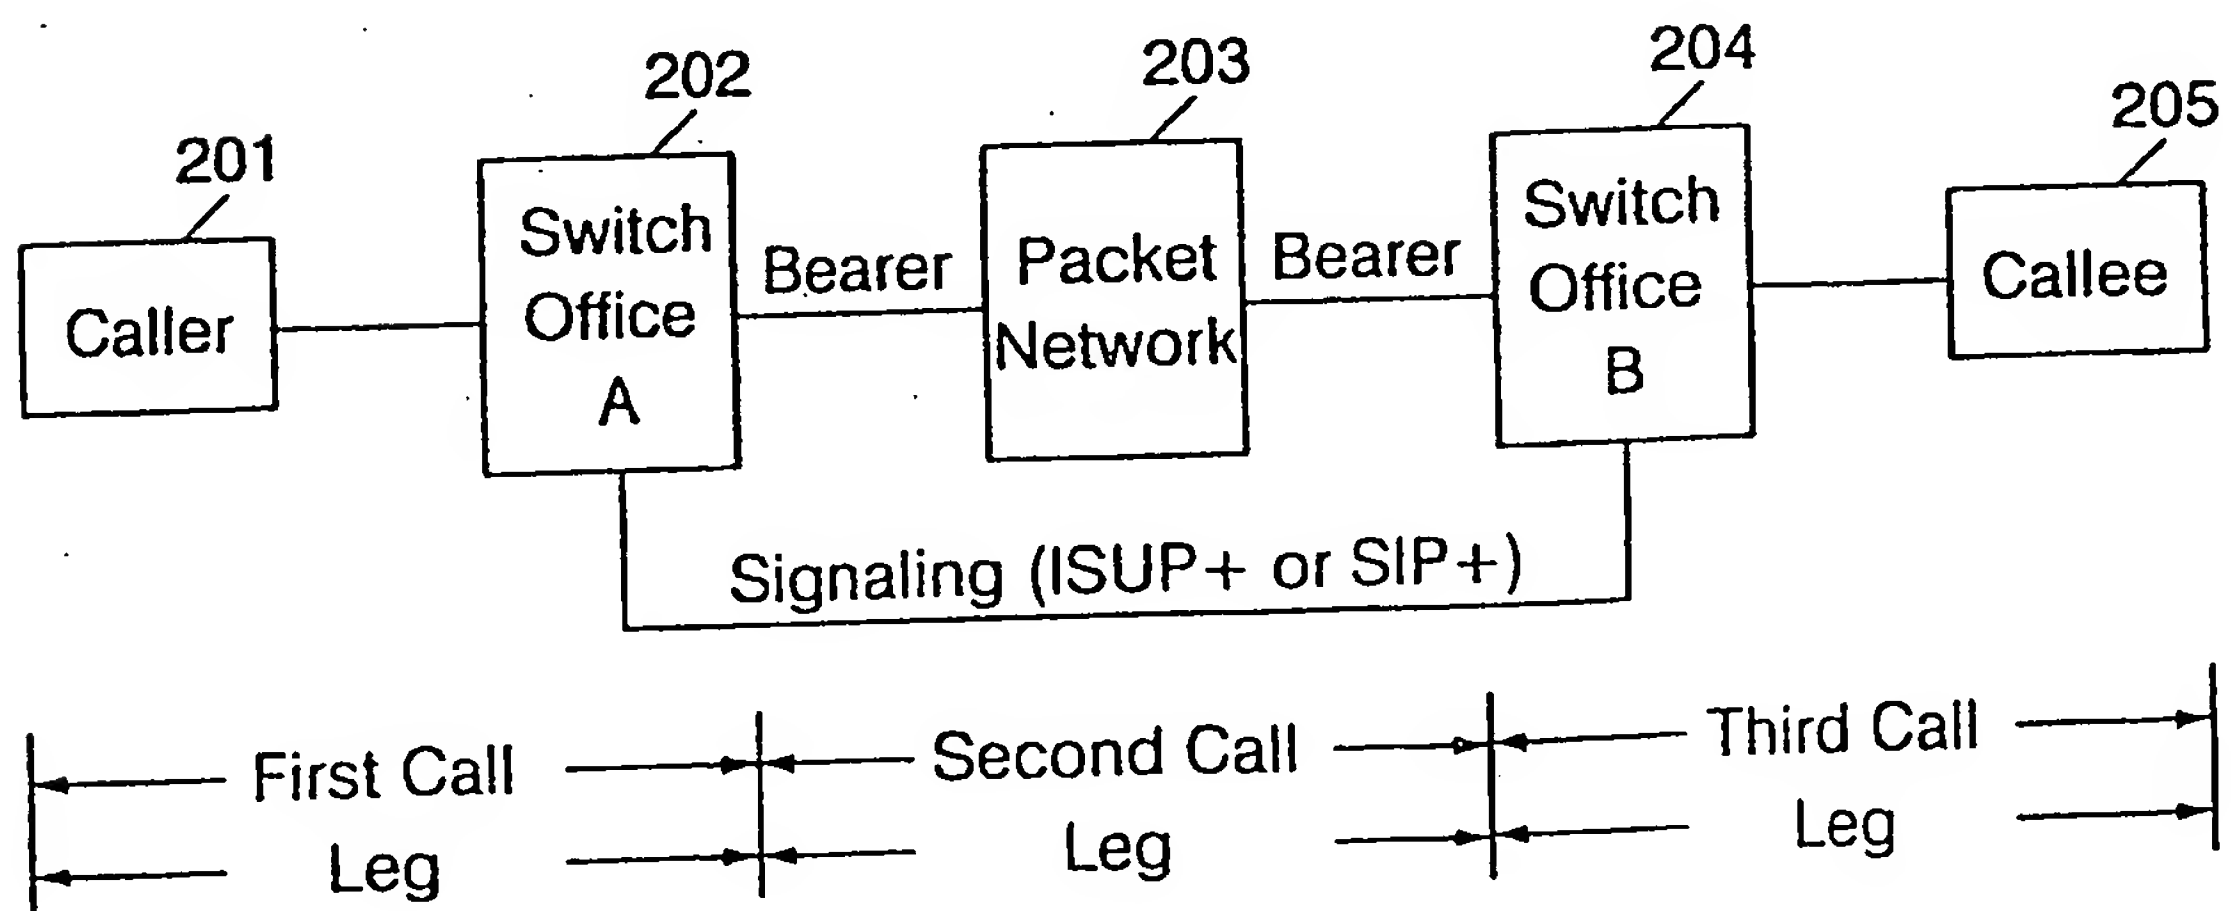 201
202
203
204
205
Caller
Switch
Office
A
Bearer
Packet
Network
Bearer
Switch
Office
B
Callee
Signaling (ISUP+ or SIP+)
First Call
Leg
Second Call
Leg
Third Call
Leg